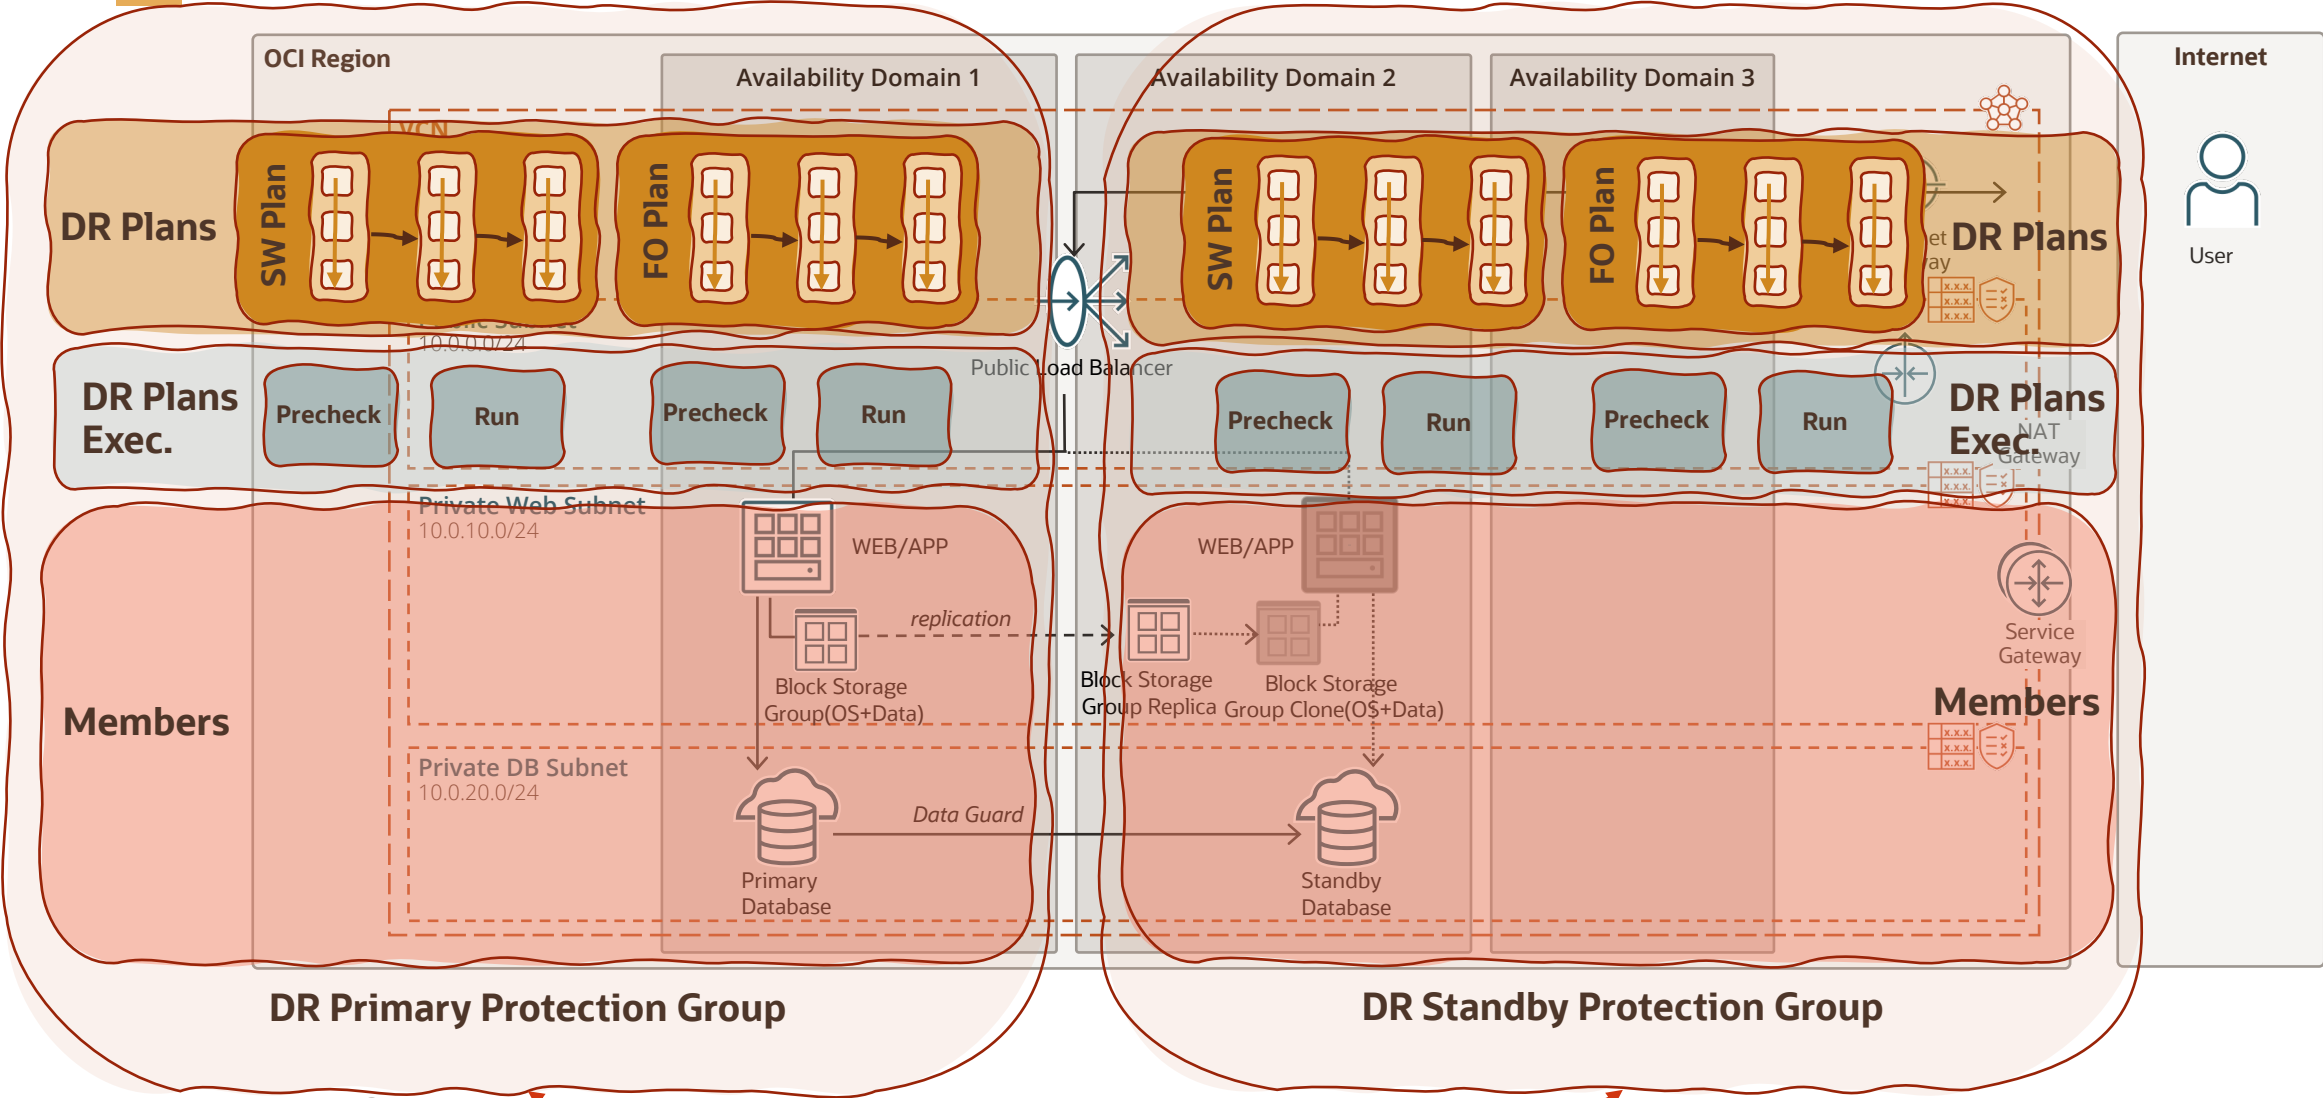 OCI Region
Availability Domain 1
Availability Domain 2
Availability Domain 3
Internet
VCN
User
DR Plans
SW Plan
FO Plan
SW Plan
FO Plan
DR Plans
et
way
x.x.x.
x.x.x.
x.x.x.
Public Subnet
10.0.0.0/24
Public Load Balancer
DR Plans
Exec.
Precheck
Run
Precheck
Run
Precheck
Run
Precheck
Run
DR Plans
Exec.
NAT
Gateway
x.x.x.
x.x.x.
x.x.x.
Private Web Subnet
10.0.10.0/24
WEB/APP
WEB/APP
replication
Block Storage
Group(OS+Data)
Block Storage
Group Replica
Block Storage
Group Clone(OS+Data)
Service
Gateway
Members
Members
x.x.x.
x.x.x.
x.x.x.
Private DB Subnet
10.0.20.0/24
Data Guard
Primary
Database
Standby
Database
DR Primary Protection Group
DR Standby Protection Group